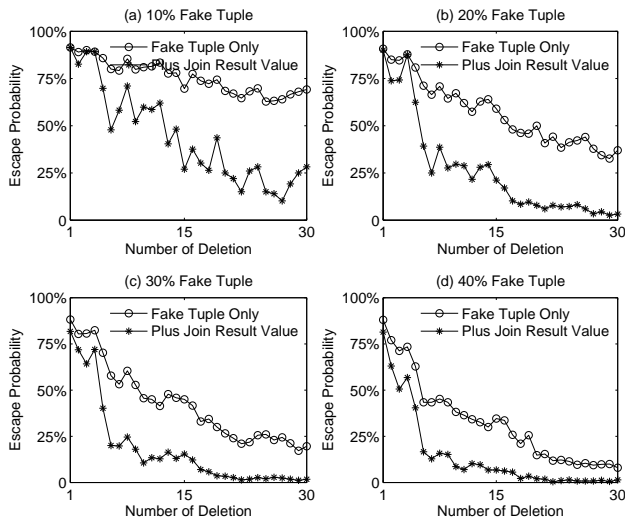 (a) 10% Fake Tuple
100%
75%
50%
25%
0
1
15
30
Escape Probability
Number of Deletion
Fake Tuple Only
Plus Join Result Value
(b) 20% Fake Tuple
100%
75%
50%
25%
0
1
15
30
Escape Probability
Number of Deletion
Fake Tuple Only
Plus Join Result Value
(c) 30% Fake Tuple
100%
75%
50%
25%
0
1
15
30
Escape Probability
Number of Deletion
Fake Tuple Only
Plus Join Result Value
(d) 40% Fake Tuple
100%
75%
50%
25%
0
1
15
30
Escape Probability
Number of Deletion
Fake Tuple Only
Plus Join Result Value